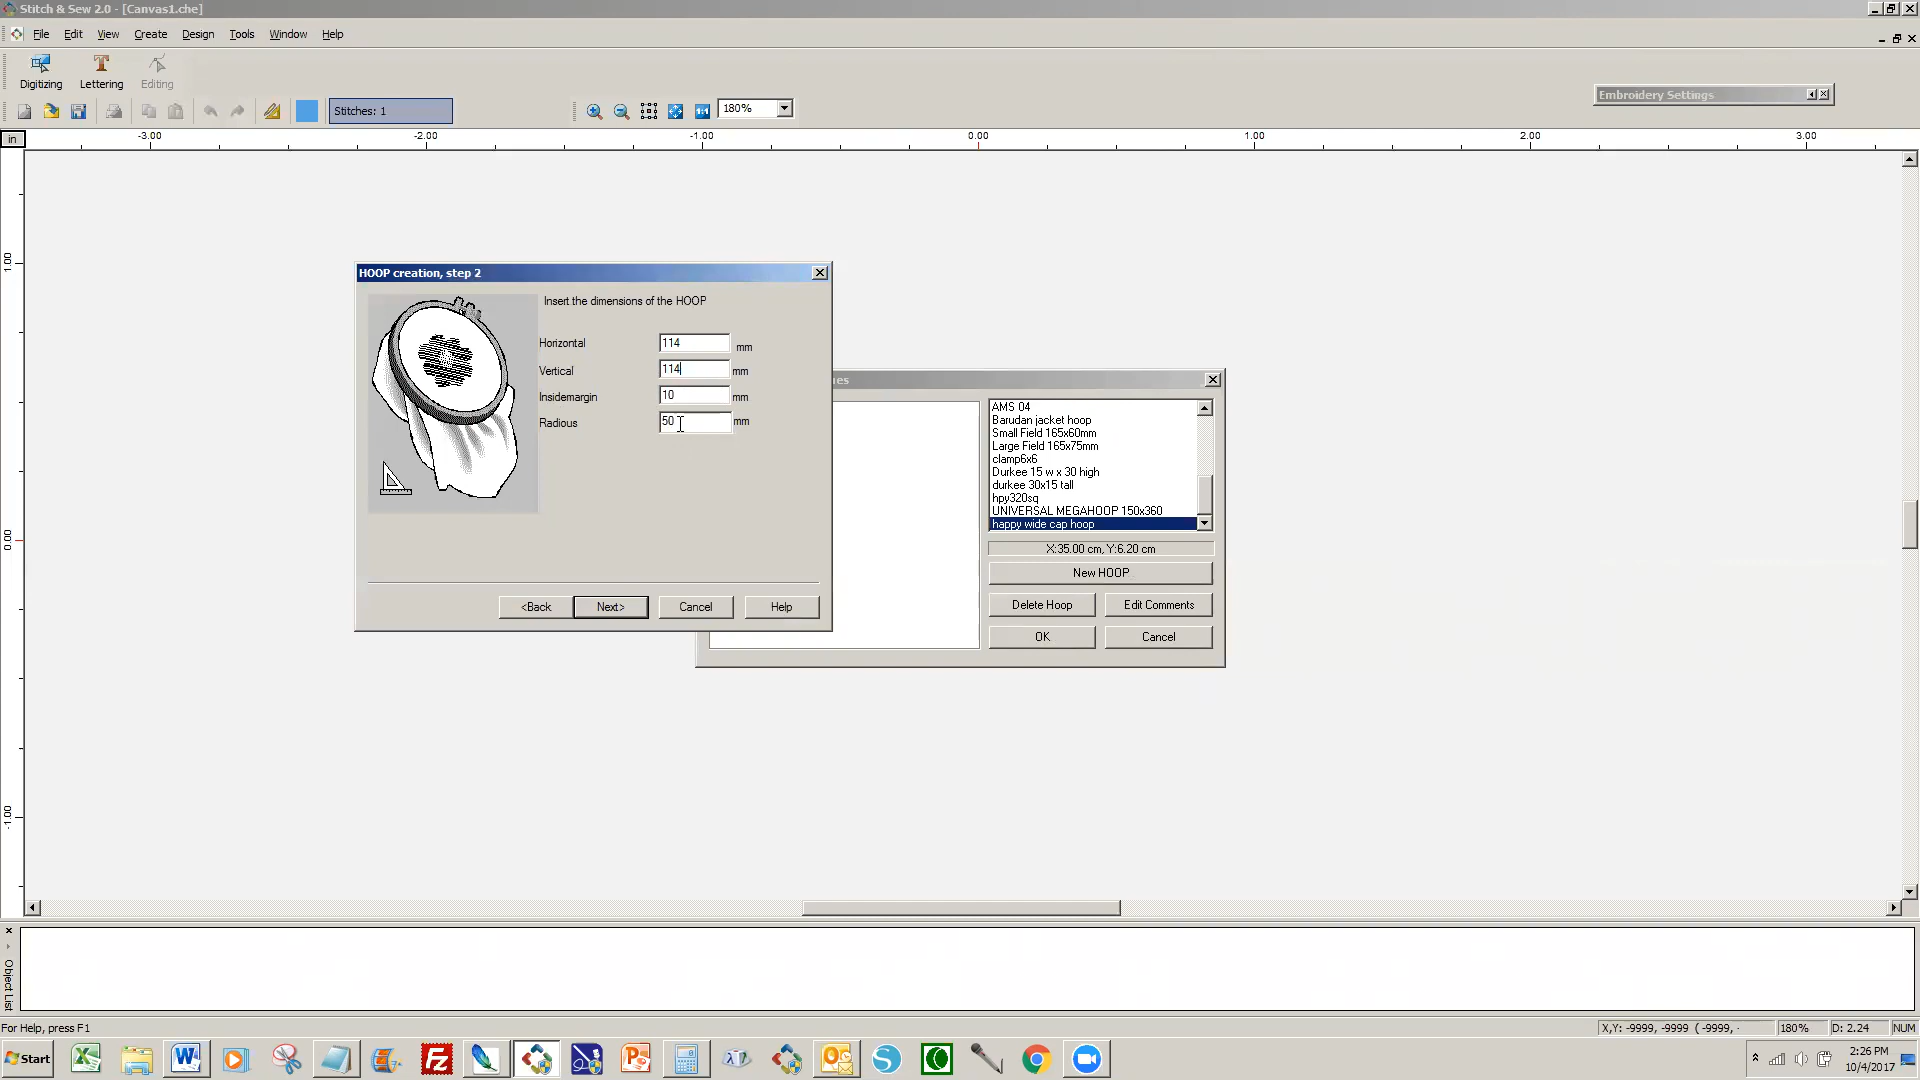 Stitch & Sew 2.0 - [Canvas1.che]
File Edit View Create Design Tools Window Help
Digitizing Lettering Editing
Stitches: 1
180%
Embroidery Settings
in
-3.00 -2.00 -1.00 0.00 1.00 2.00 3.00
1.00
0.00
-1.00
HOOP creation, step 2
Insert the dimensions of the HOOP
Horizontal 114 mm
Vertical 114 mm
Insidemargin 10 mm
Radious 50 mm
<Back Next> Cancel Help
AMS 04
Barudan jacket hoop
Small Field 165x60mm
Large Field 165x75mm
clamp6x6
Durkee 15 w x 30 high
durkee 30x15 tall
hpy320sq
UNIVERSAL MEGAHOOP 150x360
happy wide cap hoop
X:35.00 cm, Y:6.20 cm
New HOOP
Delete Hoop Edit Comments
OK Cancel
Object List
For Help, press F1
X,Y: -9999, -9999 ( -9999, -
180%
D: 2.24
NUM
Start
2:26 PM
10/4/2017